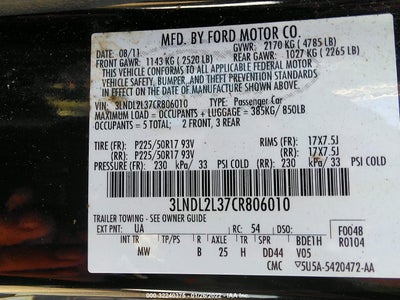 MFD. BY FORD MOTOR CO.
DATE: 08/11 GVWR: 2170 KG ( 4785 LB)
FRONT GAWR: 1143 KG ( 2520 LB) REAR GAWR: 1027 KG ( 2265 LB)
THIS VEHICLE CONFORMS TO ALL APPLICABLE FEDERAL MOTOR
VEHICLE SAFETY, BUMPER, AND THEFT PREVENTION STANDARDS
IN EFFECT ON THE DATE OF MANUFACTURE SHOWN ABOVE.
VIN: 3LNDL2L37CR806010 TYPE: Passenger Car
MAXIMUM LOAD = OCCUPANTS + LUGGAGE = 385KG/ 850LB
OCCUPANTS = 5 TOTAL; 2 FRONT, 3 REAR
TIRE (FR): P225/50R17 93V RIMS (FR): 17X7.5J
(RR): P225/50R17 93V (RR): 17X7.5J
PRESSURE (FR): 230 kPa/ 33 PSI COLD (RR): 230 kPa/ 33 PSI COLD
3LNDL2L37CR806010
TRAILER TOWING - SEE OWNER'S GUIDE
EXT PNT: UA RC: 54 DSO: F004B
R0104
INT TR TP/PS R AXLE TR SPR BDE1H
MW B 25 H DD44 V05
CMC 5U5A-5420472-AA